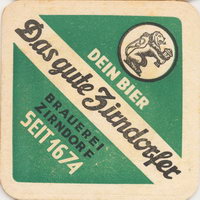 DEIN BIER
Das gute Zirndorfer
BRAUEREI
ZIRNDORF
SEIT 1674